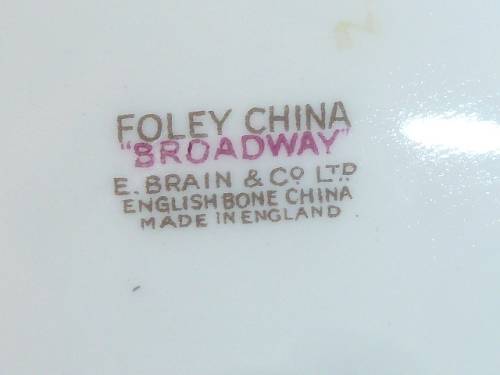 FOLEY CHINA
"BROADWAY"
E. BRAIN & CO LTD
ENGLISH BONE CHINA
MADE IN ENGLAND